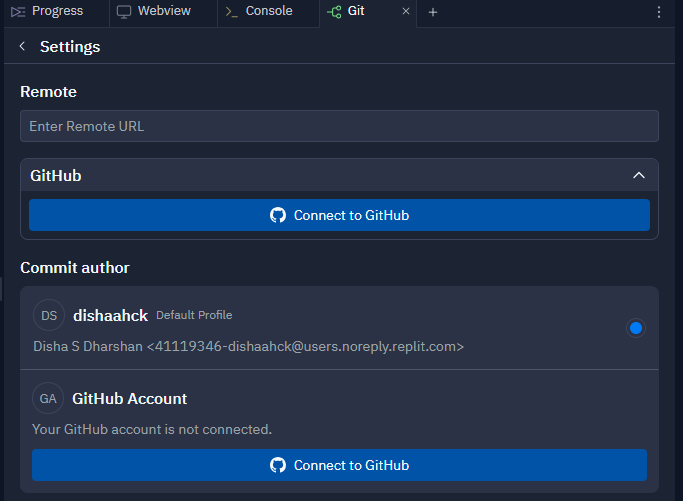 Progress Webview Console Git
Settings
Remote
Enter Remote URL
GitHub
Connect to GitHub
Commit author
DS dishaahck Default Profile
Disha S Dharshan <41119346-dishaahck@users.noreply.replit.com>
GA GitHub Account
Your GitHub account is not connected.
Connect to GitHub